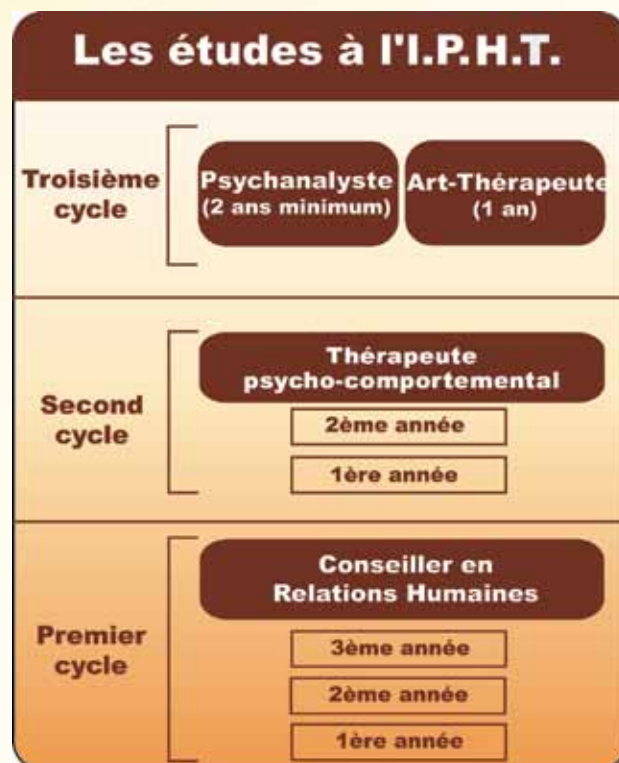 Les études à l'I.P.H.T.
Troisième
cycle
Psychanalyste
(2 ans minimum)
Art-Thérapeute
(1 an)
Second
cycle
Thérapeute
psycho-comportemental
2ème année
1ère année
Premier
cycle
Conseiller en
Relations Humaines
3ème année
2ème année
1ère année